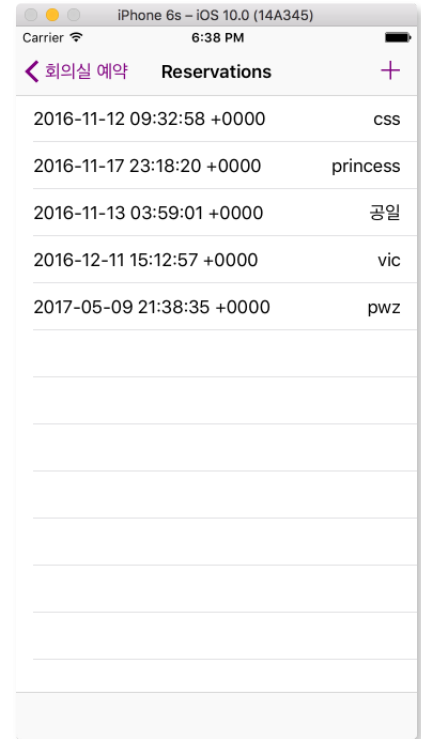 iPhone 6s – iOS 10.0 (14A345)
Carrier 6:38 PM
회의실 예약 Reservations +
2016-11-12 09:32:58 +0000 css
2016-11-17 23:18:20 +0000 princess
2016-11-13 03:59:01 +0000 공일
2016-12-11 15:12:57 +0000 vic
2017-05-09 21:38:35 +0000 pwz